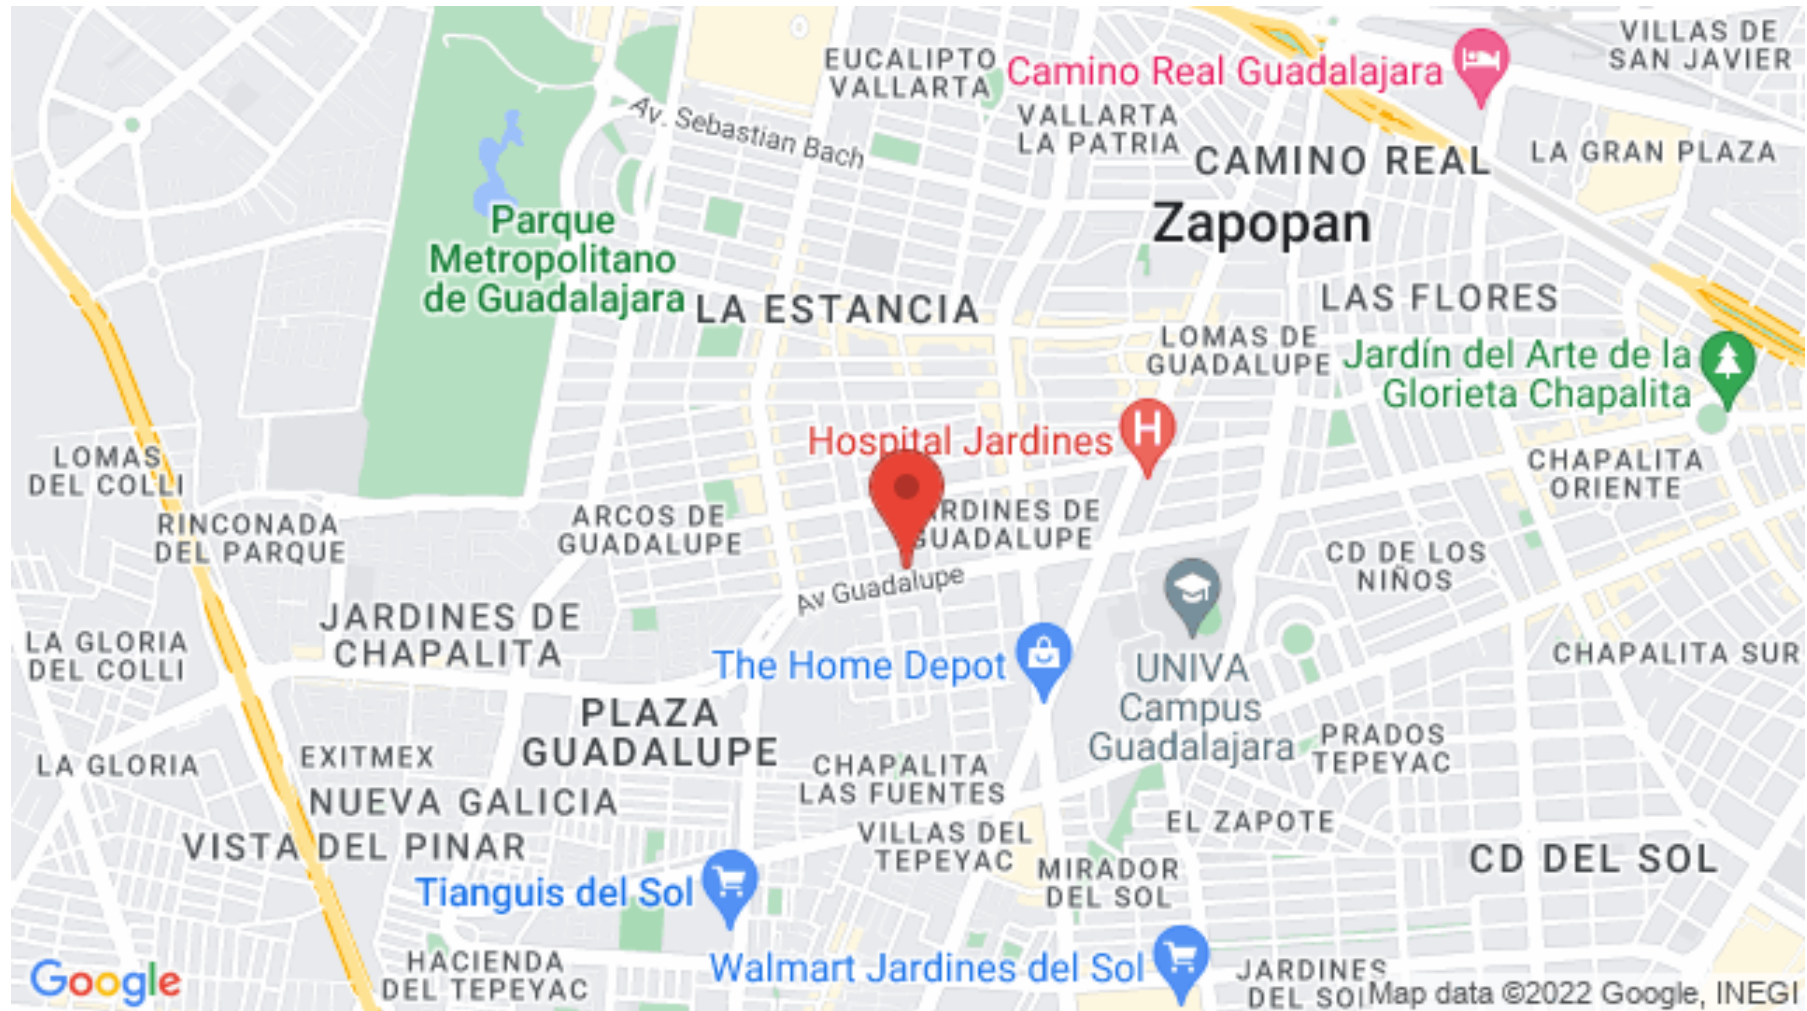 VILLAS DE
SAN JAVIER
EUCALIPTO
VALLARTA
Camino Real Guadalajara
Av. Sebastian Bach
VALLARTA
LA PATRIA
CAMINO REAL
LA GRAN PLAZA
Zapopan
Parque
Metropolitano
de Guadalajara
LA ESTANCIA
LAS FLORES
LOMAS DE
GUADALUPE
Jardín del Arte de la
Glorieta Chapalita
Hospital Jardines
H
LOMAS
DEL COLLI
CHAPALITA
ORIENTE
RINCONADA
DEL PARQUE
ARCOS DE
GUADALUPE
RDINES DE
GUADALUPE
CD DE LOS
NIÑOS
Av Guadalupe
JARDINES DE
CHAPALITA
LA GLORIA
DEL COLLI
The Home Depot
UNIVA
Campus
Guadalajara
CHAPALITA SUR
PLAZA
GUADALUPE
PRADOS
TEPEYAC
LA GLORIA
EXITMEX
CHAPALITA
LAS FUENTES
NUEVA GALICIA
EL ZAPOTE
VISTA DEL PINAR
VILLAS DEL
TEPEYAC
MIRADOR
DEL SOL
CD DEL SOL
Tianguis del Sol
HACIENDA
DEL TEPEYAC
Walmart Jardines del Sol
JARDINES
DEL SOL
Google
Map data ©2022 Google, INEGI